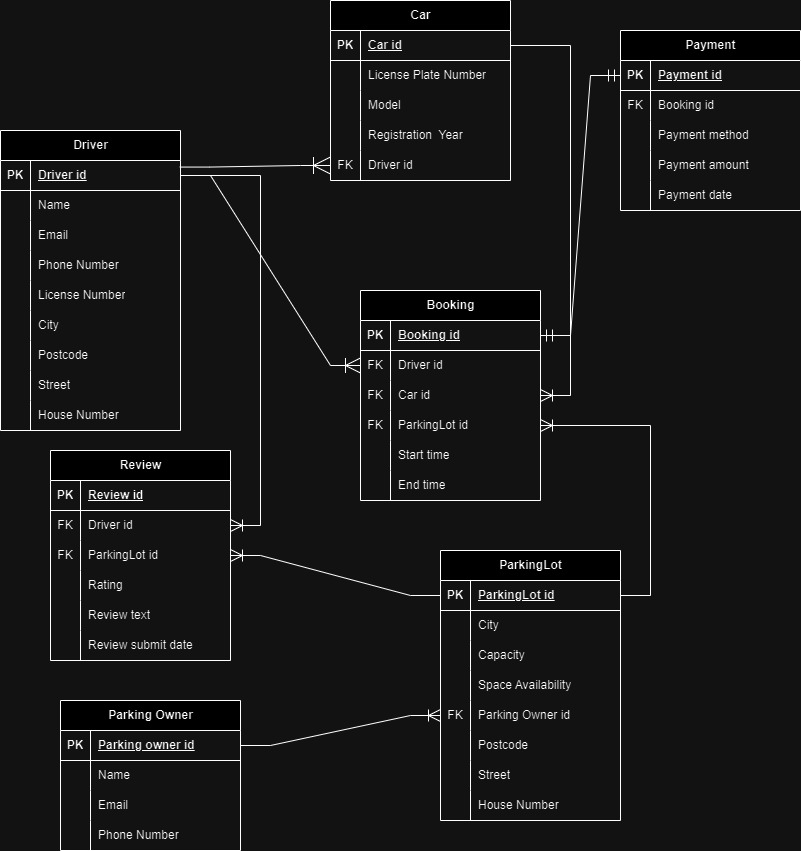 Car
PK Car id
License Plate Number
Model
Registration  Year
FK Driver id
Payment
PK Payment id
FK Booking id
Payment method
Payment amount
Payment date
Driver
PK Driver id
Name
Email
Phone Number
License Number
City
Postcode
Street
House Number
Booking
PK Booking id
FK Driver id
FK Car id
FK ParkingLot id
Start time
End time
Review
PK Review id
FK Driver id
FK ParkingLot id
Rating
Review text
Review submit date
ParkingLot
PK ParkingLot id
City
Capacity
Space Availability
FK Parking Owner id
Postcode
Street
House Number
Parking Owner
PK Parking owner id
Name
Email
Phone Number